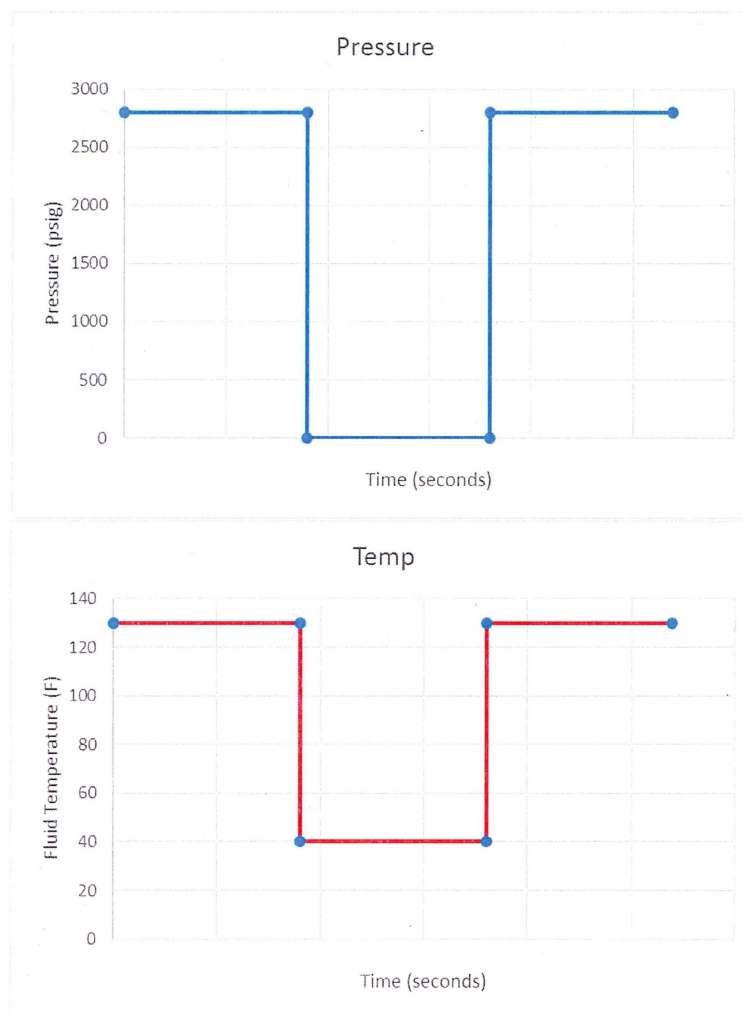 Pressure
3000
2500
2000
1500
1000
500
0
Pressure (psig)
Time (seconds)
Temp
140
120
100
80
60
40
20
0
Fluid Temperature (F)
Time (seconds)